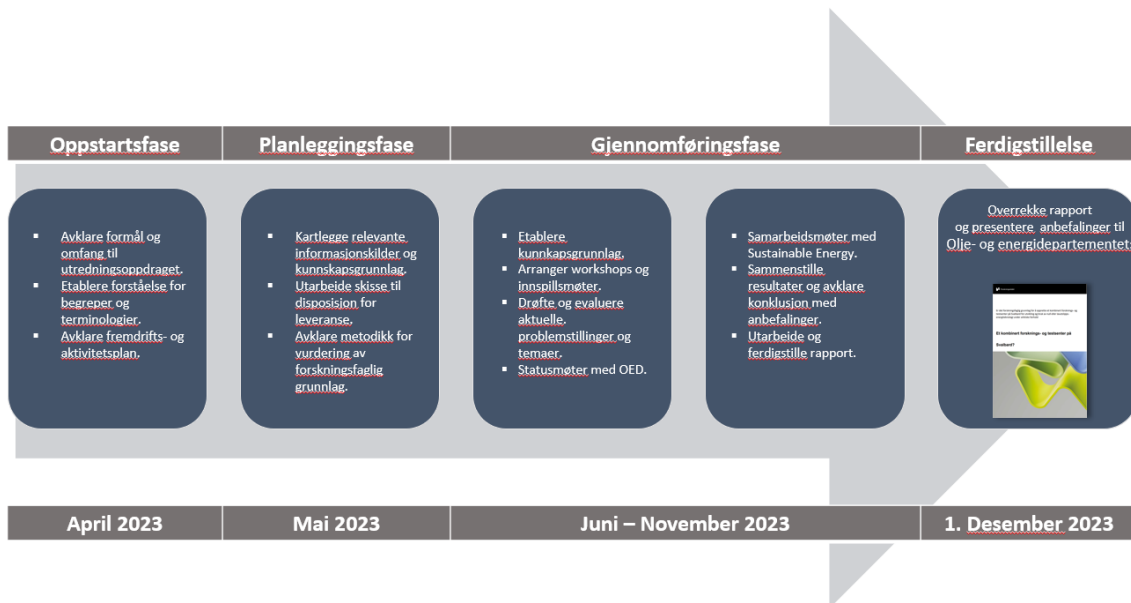 Oppstartsfase
Planleggingsfase
Gjennomføringsfase
Ferdigstillelse
▪ Avklare formål og
omfang til
utredningsoppdraget.
▪ Etablere forståelse for
begreper og
terminologier.
▪ Avklare fremdrifts- og
aktivitetsplan.
▪ Kartlegge relevante
informasjonskilder og
kunnskapsgrunnlag.
▪ Utarbeide skisse til
disposisjon for
leveranse.
▪ Avklare metodikk for
vurdering av
forskningsfaglig
grunnlag.
▪ Etablere
kunnkapsgrunnlag.
▪ Arranger workshops og
innspillsmøter.
▪ Drøfte og evaluere
aktuelle.
problemstillinger og
temaer.
▪ Statusmøter med OED.
▪ Samarbeidsmøter med
Sustainable Energy.
▪ Sammenstille
resultater og avklare
konklusjon med
anbefalinger.
▪ Utarbeide og
ferdigstille rapport.
Overrekke rapport
og presentere anbefalinger til
Olje- og energidepartementets
Et kombinert forsknings- og testsenter på
Svalbard?
April 2023
Mai 2023
Juni – November 2023
1. Desember 2023